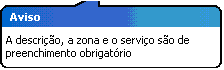 Aviso
A descrição, a zona e o serviço são de
preenchimento obrigatório